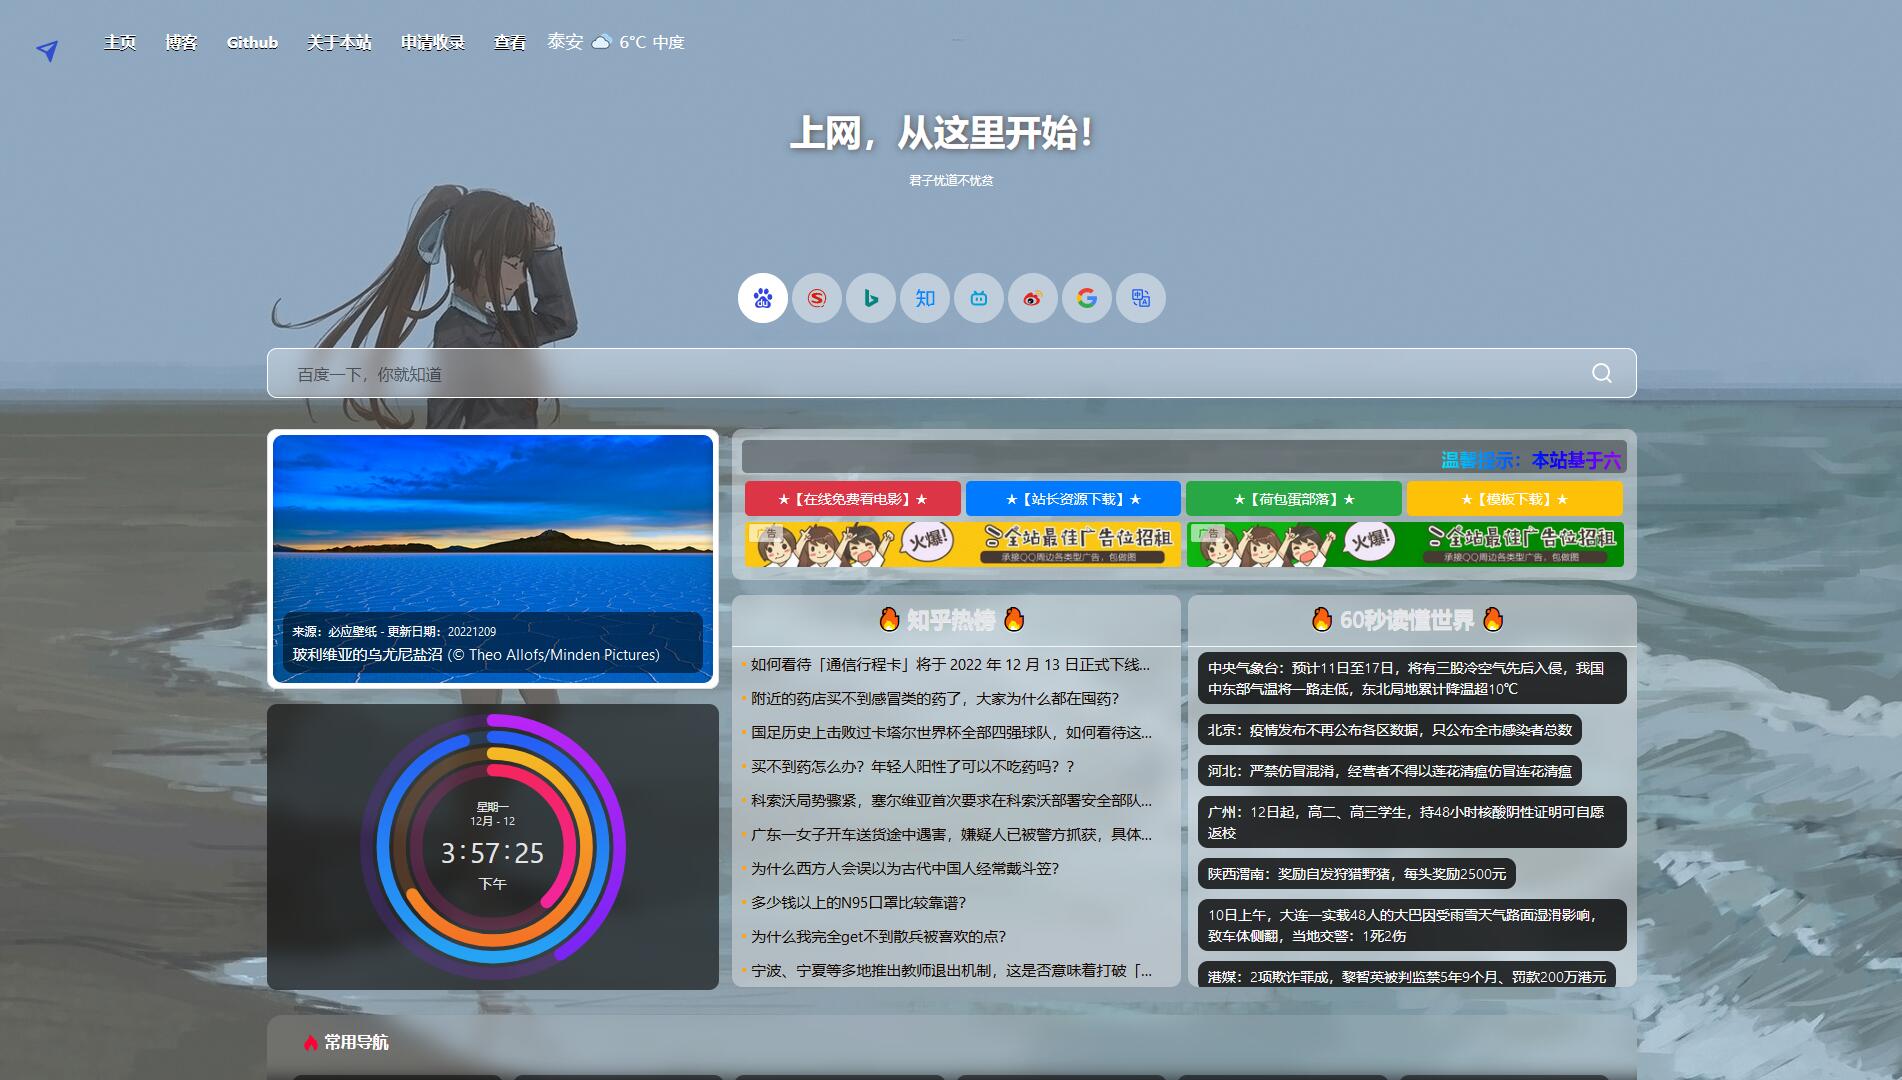 主页 博客 Github 关于本站 申请收录 查看 泰安 6°C 中度
上网，从这里开始！
君子忧道不忧贫
du S b 知 G 中 A
百度一下，你就知道
温馨提示：本站基于六
★【在线免费看电影】★ ★【站长资源下载】★ ★【荷包蛋部落】★ ★【模板下载】★
广告 火爆! 全站最佳广告位招租 广告 火爆! 全站最佳广告位招租
承接QQ周边各类型广告，包做图 承接QQ周边各类型广告，包做图
来源：必应壁纸 - 更新日期：20221209
玻利维亚的乌尤尼盐沼 (© Theo Allofs/Minden Pictures)
星期一
12月 - 12
3:57:25
下午
知乎热榜
如何看待「通信行程卡」将于 2022 年 12 月 13 日正式下线...
附近的药店买不到感冒类的药了，大家为什么都在囤药？
国足历史上击败过卡塔尔世界杯全部四强球队，如何看待这...
买不到药怎么办？年轻人阳性了可以不吃药吗？？
科索沃局势骤紧，塞尔维亚首次要求在科索沃部署安全部队...
广东一女子开车送货途中遇害，嫌疑人已被警方抓获，具体...
为什么西方人会误以为古代中国人经常戴斗笠？
多少钱以上的N95口罩比较靠谱？
为什么我完全get不到散兵被喜欢的点？
宁波、宁夏等多地推出教师退出机制，这是否意味着打破「...
60秒读懂世界
中央气象台：预计11日至17日，将有三股冷空气先后入侵，我国
中东部气温将一路走低，东北局地累计降温超10℃
北京：疫情发布不再公布各区数据，只公布全市感染者总数
河北：严禁仿冒混淆，经营者不得以莲花清瘟仿冒连花清瘟
广州：12日起，高二、高三学生，持48小时核酸阴性证明可自愿
返校
陕西渭南：奖励自发狩猎野猪，每头奖励2500元
10日上午，大连一实载48人的大巴因受雨雪天气路面湿滑影响，
致车体侧翻，当地交警：1死2伤
港媒：2项欺诈罪成，黎智英被判监禁5年9个月、罚款200万港元
常用导航